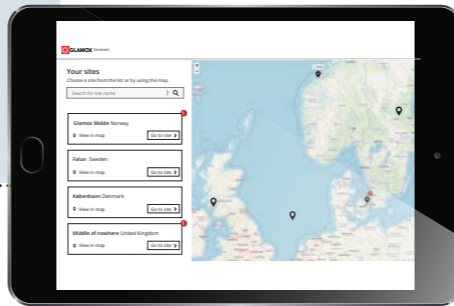 GLAMOX Connect
Your sites
Choose a site from the list or by using the map.
Search for site name
Glamox Molde Norway
View in map
Go to site
Falun Sweden
View in map
Go to site
København Denmark
View in map
Go to site
Middle of nowhere United Kingdom
View in map
Go to site